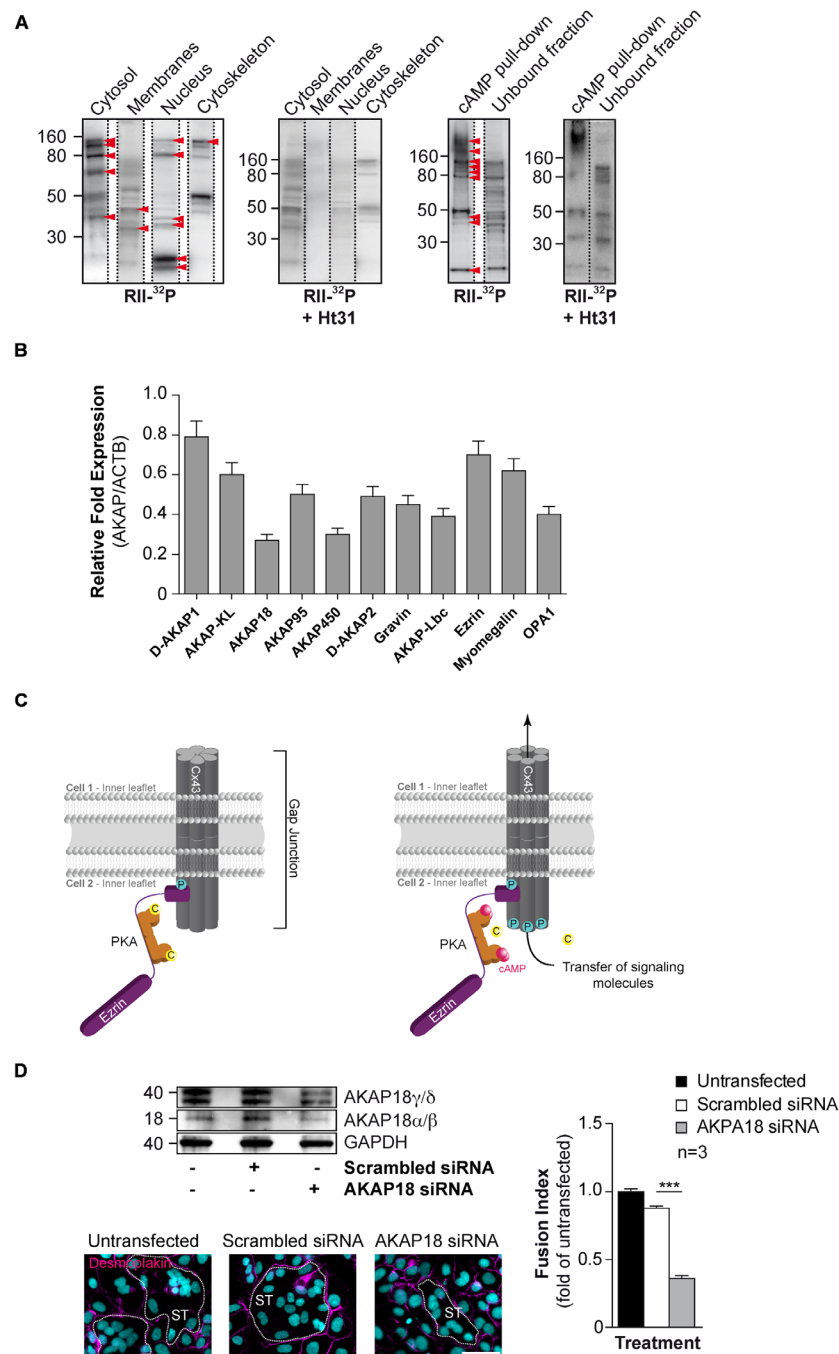 A
Cytosol
Membranes
Nucleus
Cytoskeleton
160
80
50
30
RII-³²P
Cytosol
Membranes
Nucleus
Cytoskeleton
160
80
50
30
RII-³²P
+ Ht31
cAMP pull-down
Unbound fraction
160
80
50
30
RII-³²P
cAMP pull-down
Unbound fraction
160
80
50
30
RII-³²P
+ Ht31
B
Relative Fold Expression
(AKAP/ACTB)
1.0
0.8
0.6
0.4
0.2
0
D-AKAP1
AKAP-KL
AKAP18
AKAP95
AKAP450
D-AKAP2
Gravin
AKAP-Lbc
Ezrin
Myomegalin
OPA1
C
Cx43
Cell 1 - Inner leaflet
Gap Junction
Cell 2 - Inner leaflet
P
C
PKA
C
Ezrin
Cx43
Cell 1 - Inner leaflet
Cell 2 - Inner leaflet
P
P P P
C
PKA
C
cAMP
Transfer of signaling
molecules
Ezrin
D
40 AKAP18γ/δ
18 AKAP18α/β
40 GAPDH
- + - Scrambled siRNA
- - + AKAP18 siRNA
Untransfected
Scrambled siRNA
AKAP18 siRNA
Desmoplakin
ST
ST
ST
Untransfected
Scrambled siRNA
AKPA18 siRNA
n=3
Fusion Index
(fold of untransfected)
1.5
1.0
0.5
0
***
Treatment